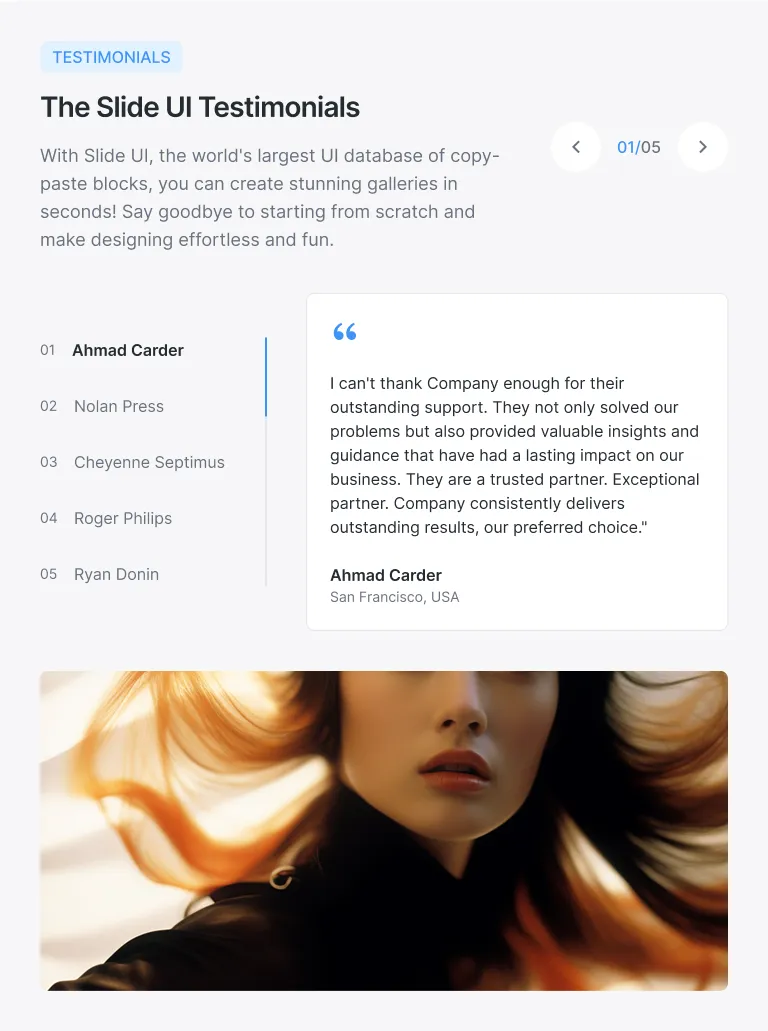 TESTIMONIALS
The Slide UI Testimonials
With Slide UI, the world's largest UI database of copy-
paste blocks, you can create stunning galleries in
seconds! Say goodbye to starting from scratch and
make designing effortless and fun.
01/05
01 Ahmad Carder
02 Nolan Press
03 Cheyenne Septimus
04 Roger Philips
05 Ryan Donin
“
I can't thank Company enough for their
outstanding support. They not only solved our
problems but also provided valuable insights and
guidance that have had a lasting impact on our
business. They are a trusted partner. Exceptional
partner. Company consistently delivers
outstanding results, our preferred choice."
Ahmad Carder
San Francisco, USA